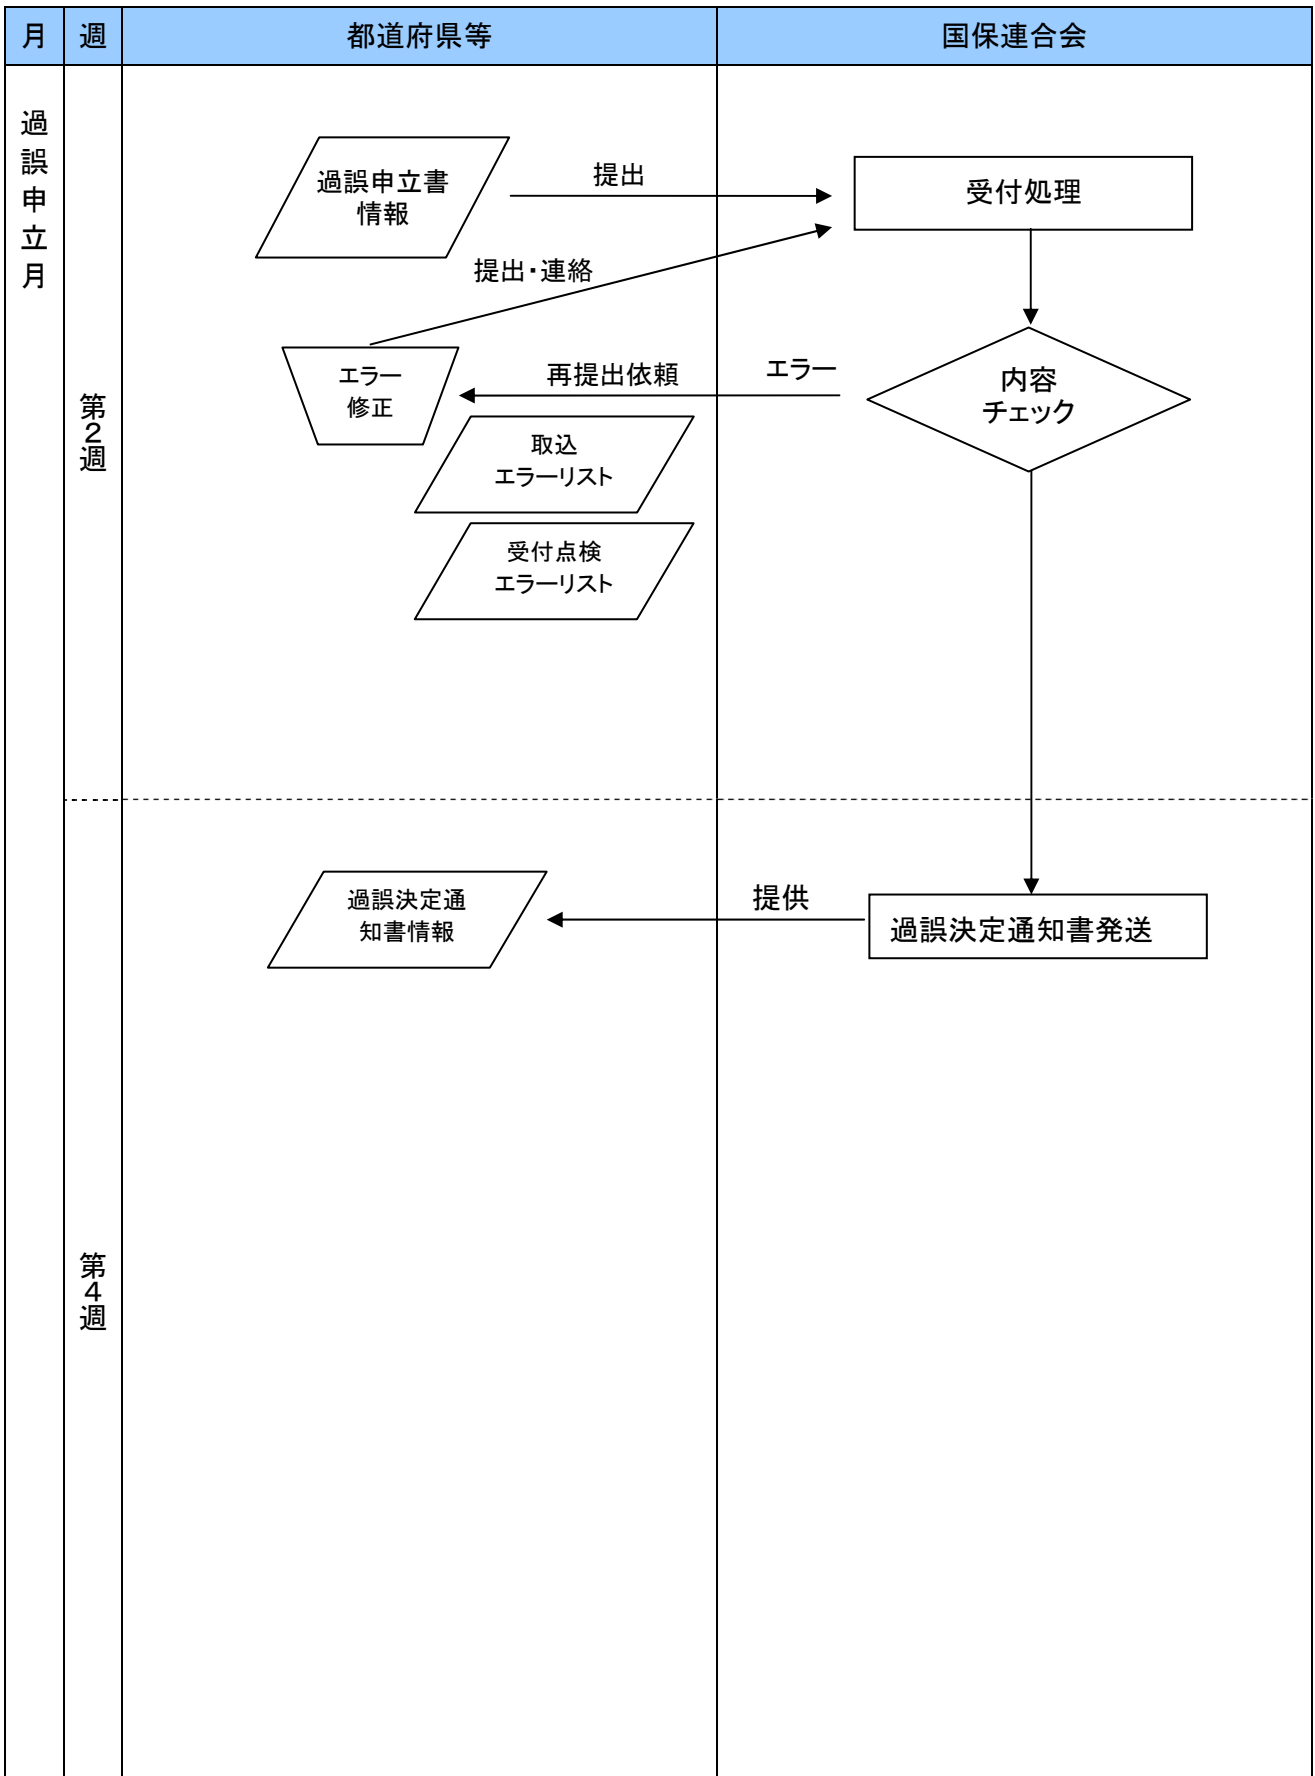 月
週
都道府県等
国保連合会
過誤申立月
第2週
過誤申立書
情報
提出
受付処理
提出・連絡
エラー
修正
再提出依頼
エラー
内容
チェック
取込
エラーリスト
受付点検
エラーリスト
第4週
過誤決定通
知書情報
提供
過誤決定通知書発送